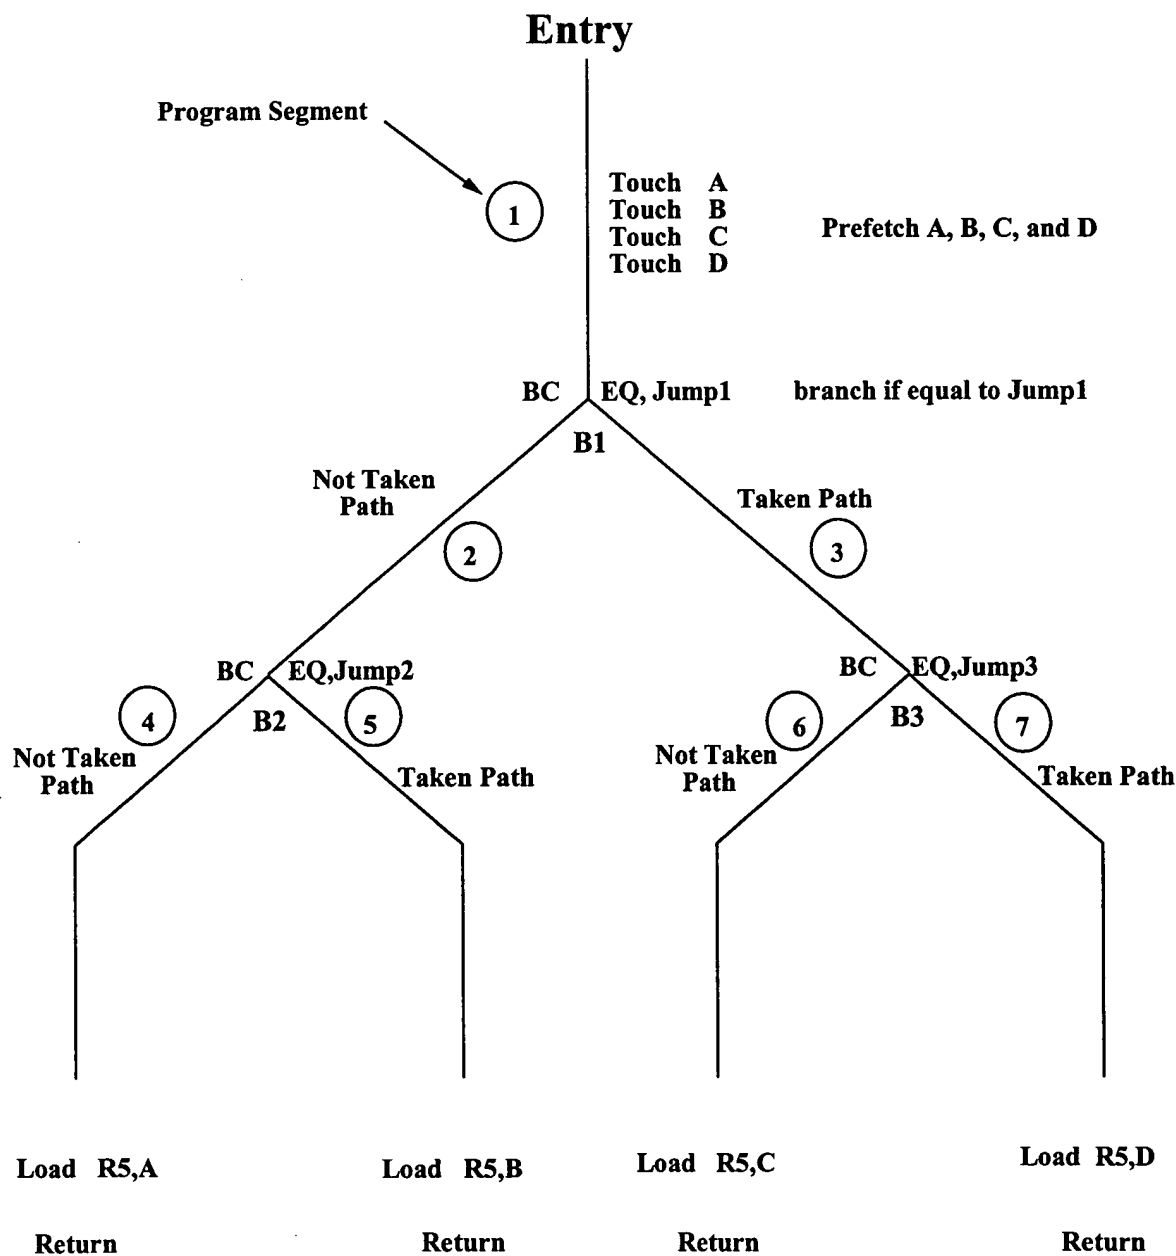 Entry
Program Segment
1
Touch A
Touch B
Touch C
Touch D
Prefetch A, B, C, and D
BC EQ, Jump1
branch if equal to Jump1
B1
Not Taken
Path
Taken Path
2
3
BC EQ,Jump2
BC EQ,Jump3
4
B2
5
6
B3
7
Not Taken
Path
Taken Path
Not Taken
Path
Taken Path
Load R5,A
Load R5,B
Load R5,C
Load R5,D
Return
Return
Return
Return